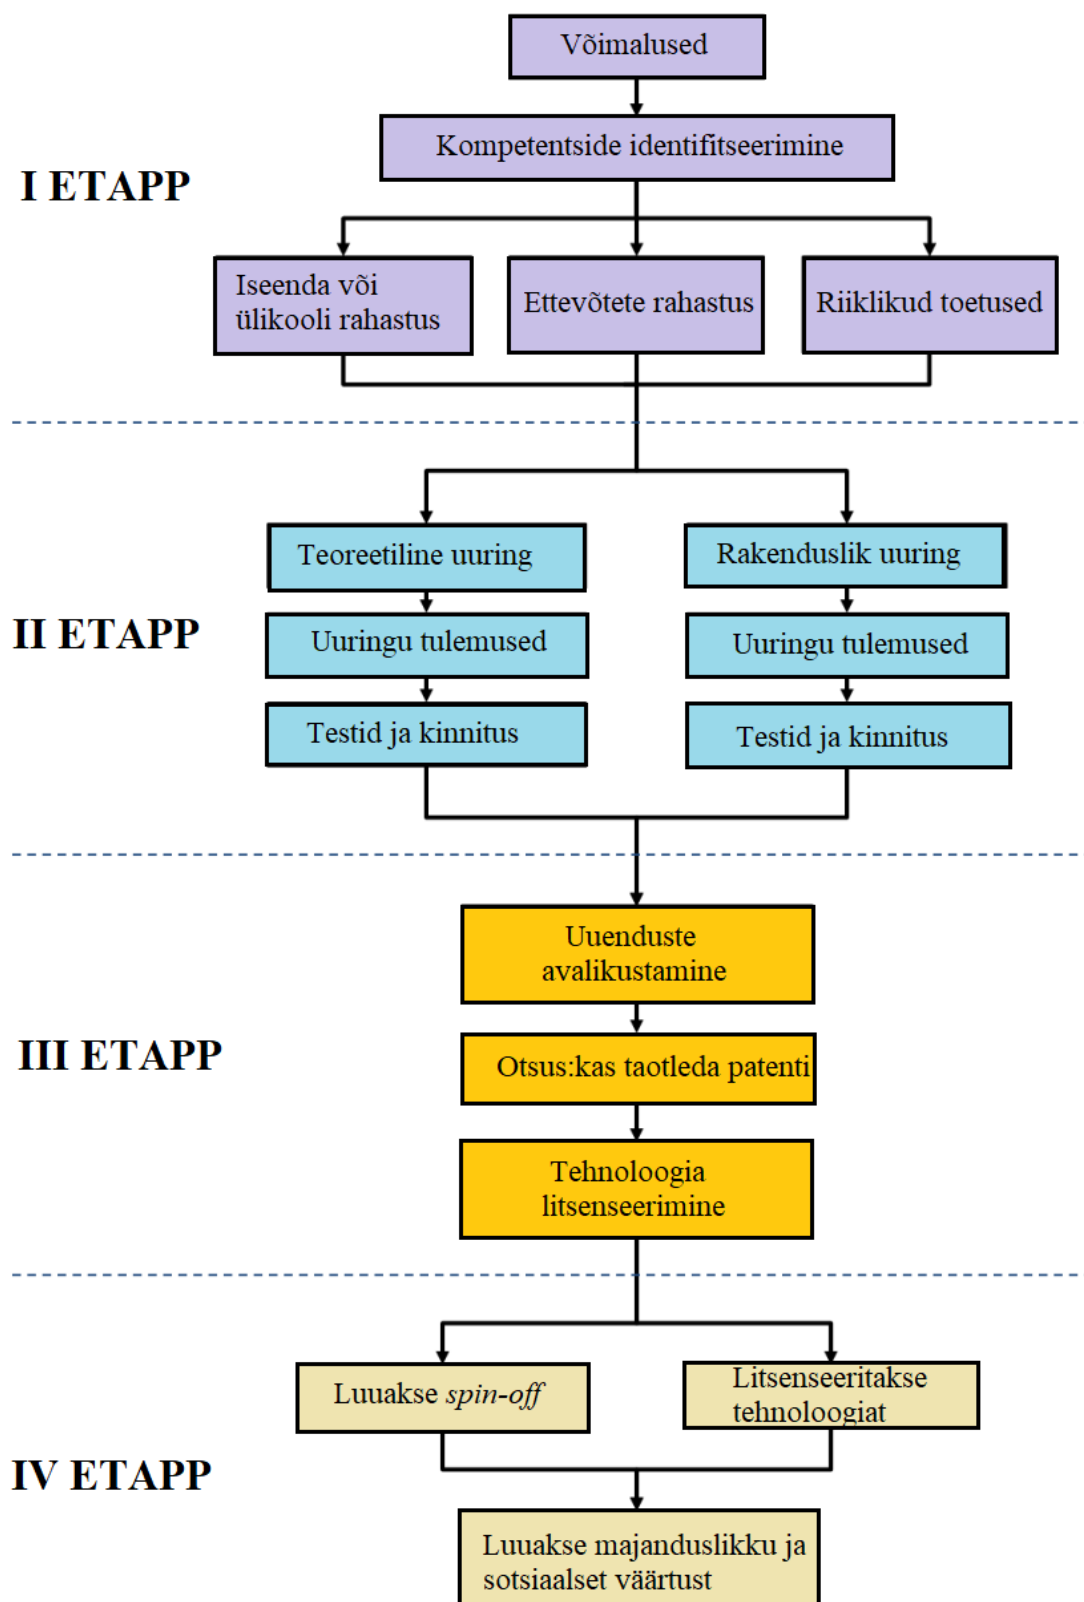 Võimalused
Kompetentside identifitseerimine
I ETAPP
Iseenda või
ülikooli rahastus
Ettevõtete rahastus
Riiklikud toetused
Teoreetiline uuring
Rakenduslik uuring
II ETAPP
Uuringu tulemused
Uuringu tulemused
Testid ja kinnitus
Testid ja kinnitus
Uuenduste
avalikustamine
III ETAPP
Otsus:kas taotleda patenti
Tehnoloogia
litsenseerimine
Luuakse spin-off
Litsenseeritakse
tehnoloogiat
IV ETAPP
Luuakse majanduslikku ja
sotsiaalset väärtust